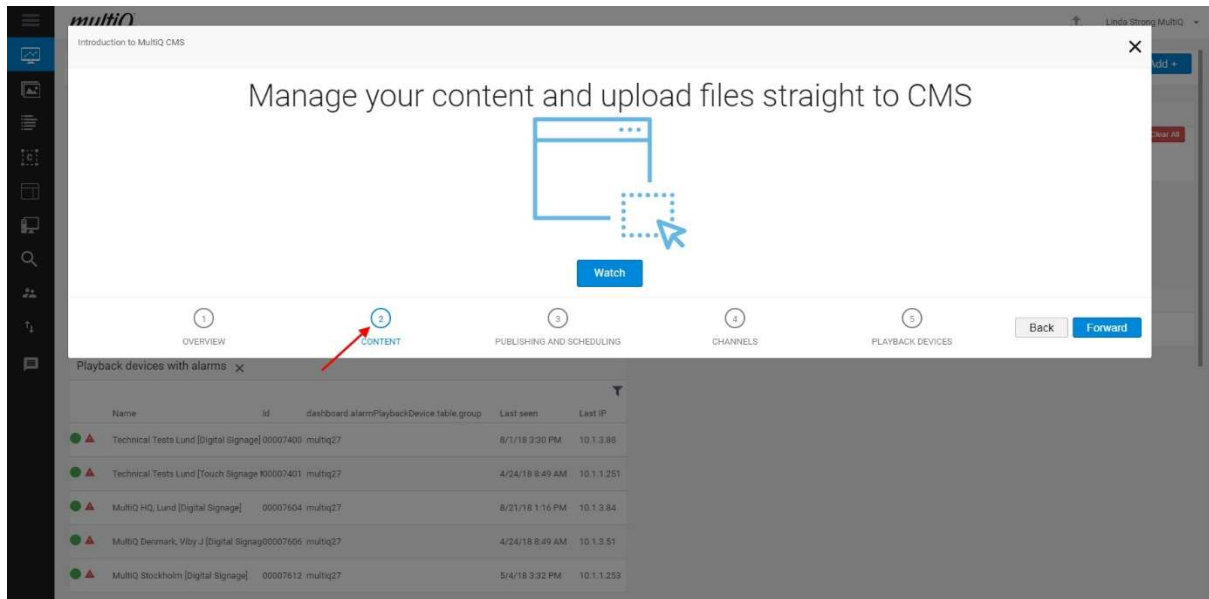 multiQ
Linda Strong MultiQ
Introduction to MultiQ CMS
Add +
Manage your content and upload files straight to CMS
Clear All
Watch
1 2 3 4 5
OVERVIEW CONTENT PUBLISHING AND SCHEDULING CHANNELS PLAYBACK DEVICES
Back Forward
Playback devices with alarms
Name Id dashboard.alarmPlaybackDevice.table.group Last seen Last IP
Technical Tests Lund [Digital Signage] 00007400 multiq27 8/1/18 3:30 PM 10.1.3.86
Technical Tests Lund [Touch Signage 00007401 multiq27 4/24/18 8:49 AM 10.1.1.251
MultiQ HQ, Lund [Digital Signage] 00007604 multiq27 8/21/18 1:16 PM 10.1.3.84
MultiQ Denmark, Viby J [Digital Signag 00007606 multiq27 4/24/18 8:49 AM 10.1.3.51
MultiQ Stockholm [Digital Signage] 00007612 multiq27 5/4/18 3:32 PM 10.1.1.253